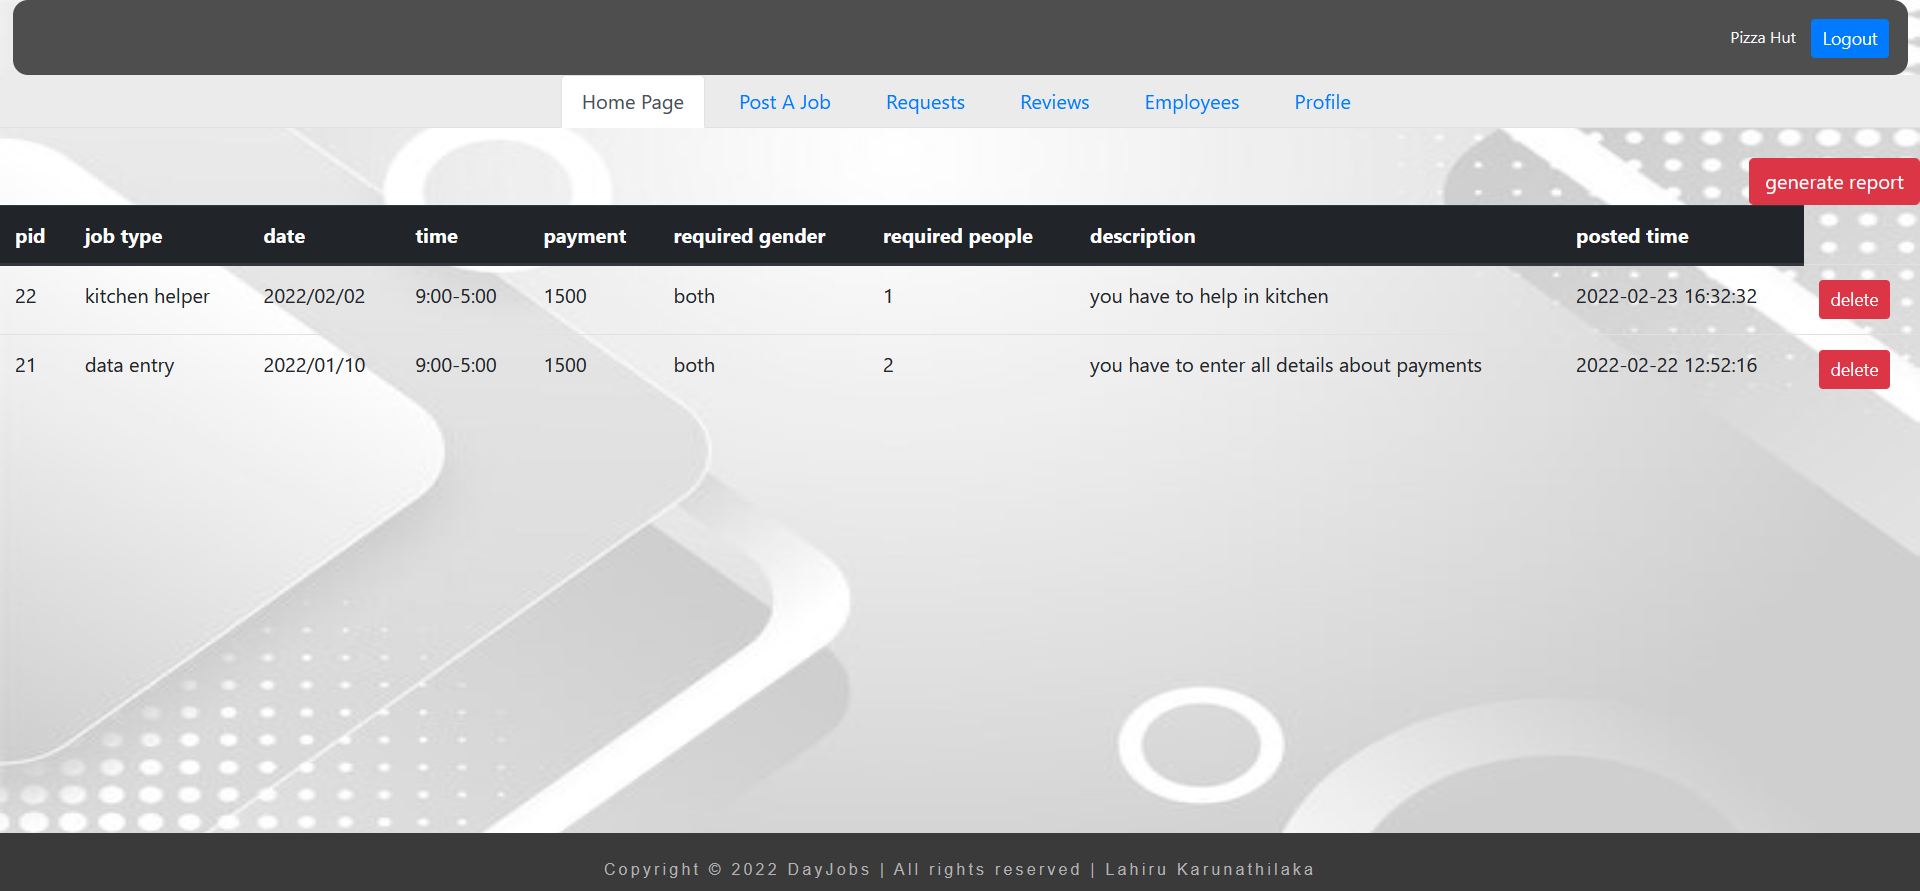 Pizza Hut Logout
Home Page Post A Job Requests Reviews Employees Profile
generate report
pid job type date time payment required gender required people description posted time
22 kitchen helper 2022/02/02 9:00-5:00 1500 both 1 you have to help in kitchen 2022-02-23 16:32:32 delete
21 data entry 2022/01/10 9:00-5:00 1500 both 2 you have to enter all details about payments 2022-02-22 12:52:16 delete
Copyright © 2022 DayJobs | All rights reserved | Lahiru Karunathilaka